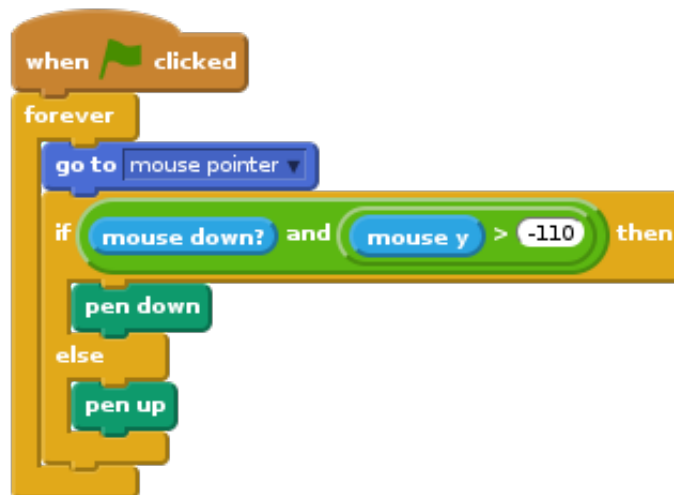 when clicked
forever
go to mouse pointer
if mouse down? and mouse y > -110 then
pen down
else
pen up